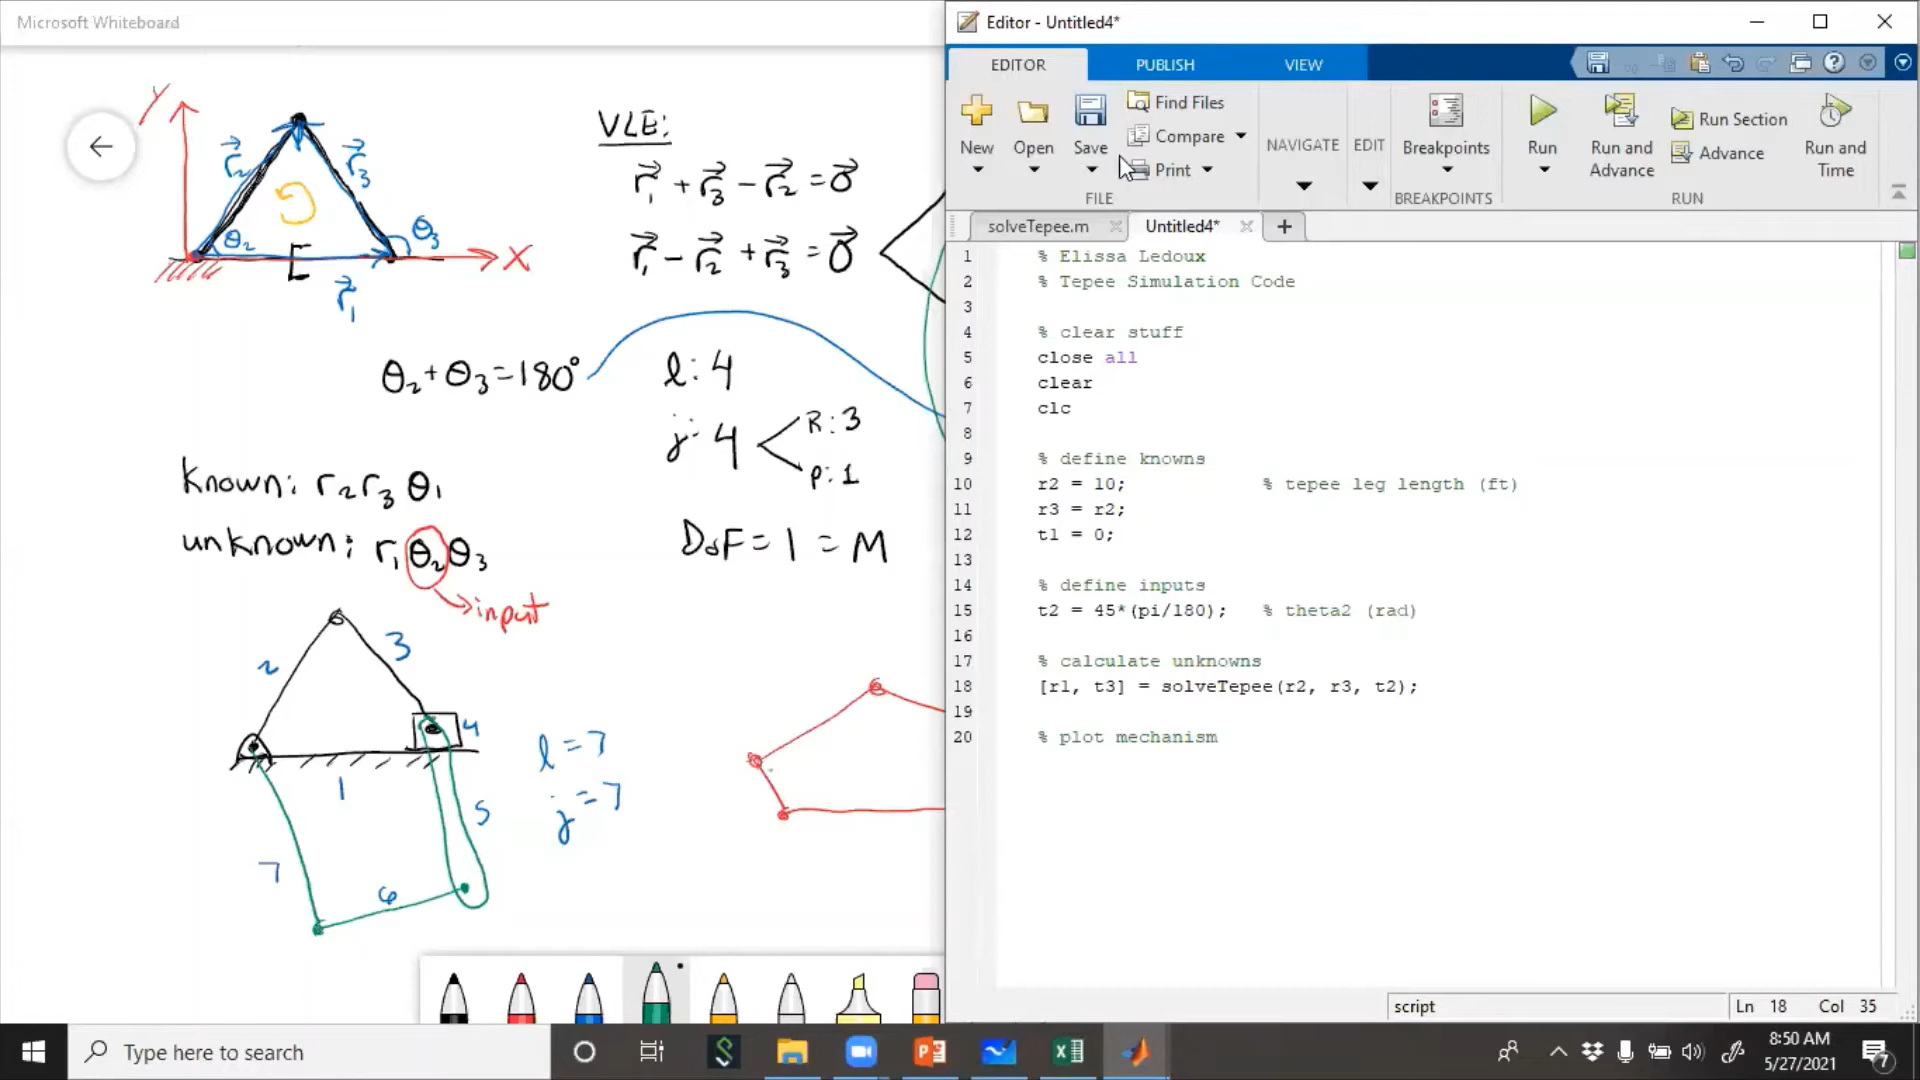 Microsoft Whiteboard
Y
r2
r3
θ2
θ3
X
r1
VLE:
r1 + r3 - r2 = 0
r1 - r2 + r3 = 0
θ2+θ3=180°
l: 4
j: 4
R: 3
P: 1
known: r2 r3 θ1
unknown: r1 θ2 θ3
→input
DoF = 1 = M
2
3
4
1
5
6
7
l = 7
j = 7
Editor - Untitled4*
EDITOR
PUBLISH
VIEW
New
Open
Save
Find Files
Compare
Print
NAVIGATE
EDIT
Breakpoints
Run
Run and Advance
Run Section
Advance
Run and Time
FILE
BREAKPOINTS
RUN
solveTepee.m
Untitled4*
1 % Elissa Ledoux
2 % Tepee Simulation Code
3
4 % clear stuff
5 close all
6 clear
7 clc
8
9 % define knowns
10 r2 = 10; % tepee leg length (ft)
11 r3 = r2;
12 t1 = 0;
13
14 % define inputs
15 t2 = 45*(pi/180); % theta2 (rad)
16
17 % calculate unknowns
18 [r1, t3] = solveTepee(r2, r3, t2);
19
20 % plot mechanism
script
Ln 18 Col 35
Type here to search
8:50 AM
5/27/2021
7